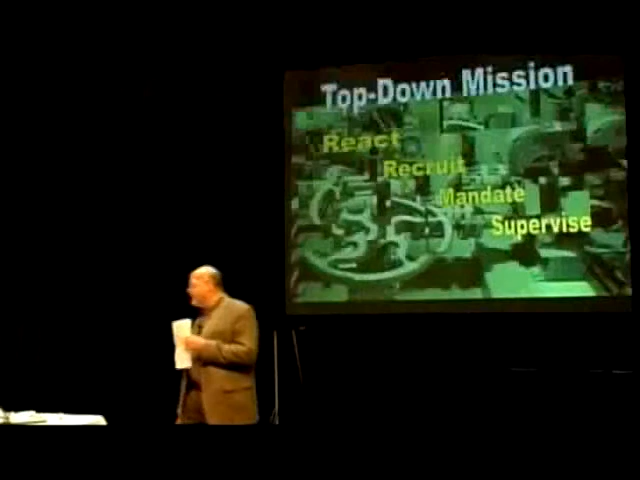 Top-Down Mission
React
Recruit
Mandate
Supervise